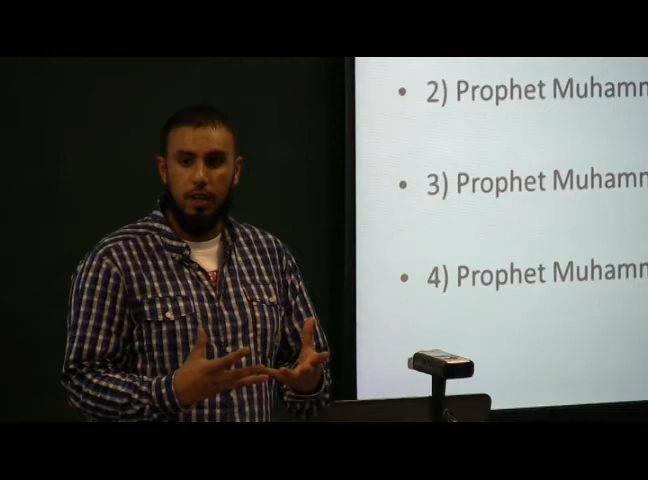 • 2) Prophet Muhamm
• 3) Prophet Muhamm
• 4) Prophet Muhamm